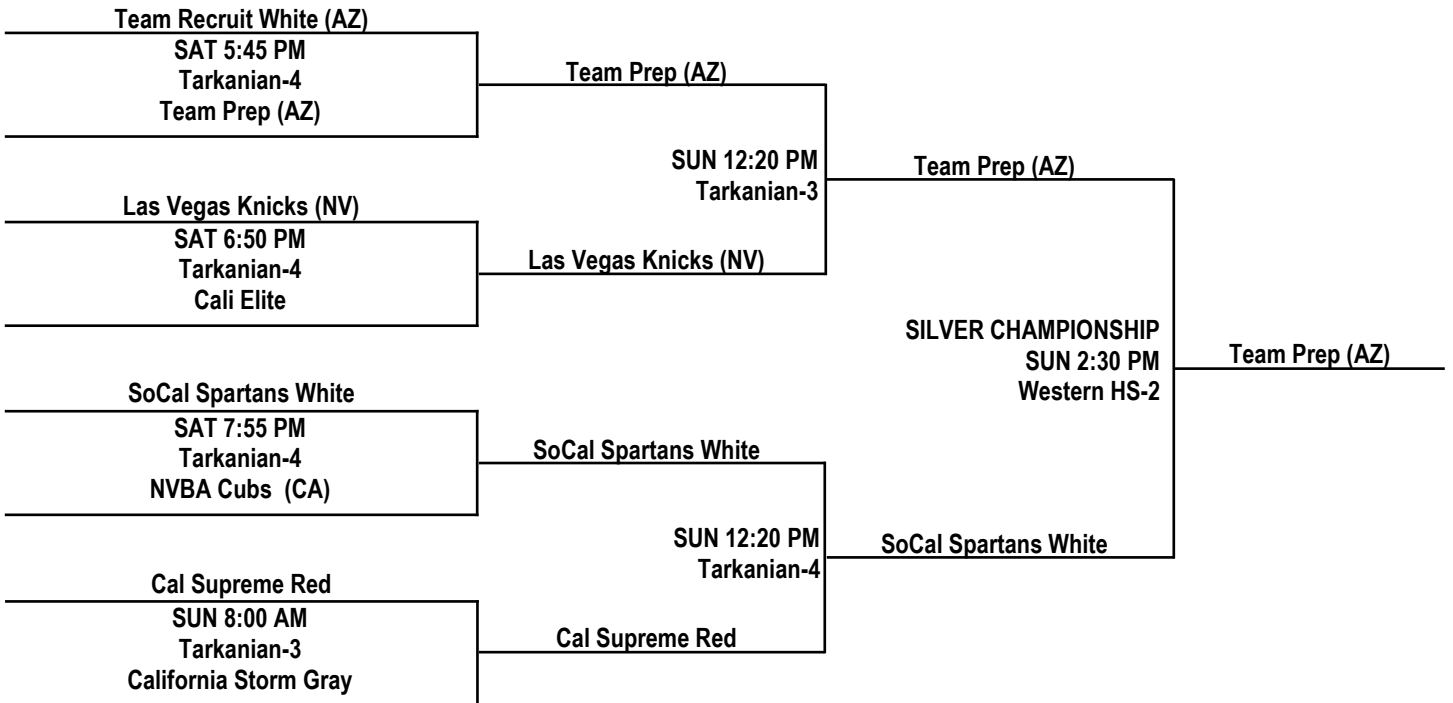 Team Recruit White (AZ)
SAT 5:45 PM
Tarkanian-4
Team Prep (AZ)
Las Vegas Knicks (NV)
SAT 6:50 PM
Tarkanian-4
Cali Elite
SoCal Spartans White
SAT 7:55 PM
Tarkanian-4
NVBA Cubs  (CA)
Cal Supreme Red
SUN 8:00 AM
Tarkanian-3
California Storm Gray
Team Prep (AZ)
SUN 12:20 PM
Tarkanian-3
Las Vegas Knicks (NV)
SoCal Spartans White
SUN 12:20 PM
Tarkanian-4
Cal Supreme Red
Team Prep (AZ)
SILVER CHAMPIONSHIP
SUN 2:30 PM
Western HS-2
SoCal Spartans White
Team Prep (AZ)